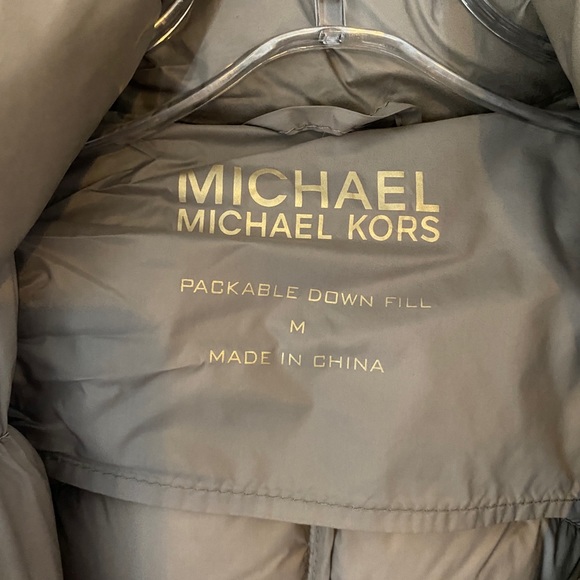 MICHAEL
MICHAEL KORS
PACKABLE DOWN FILL
M
MADE IN CHINA